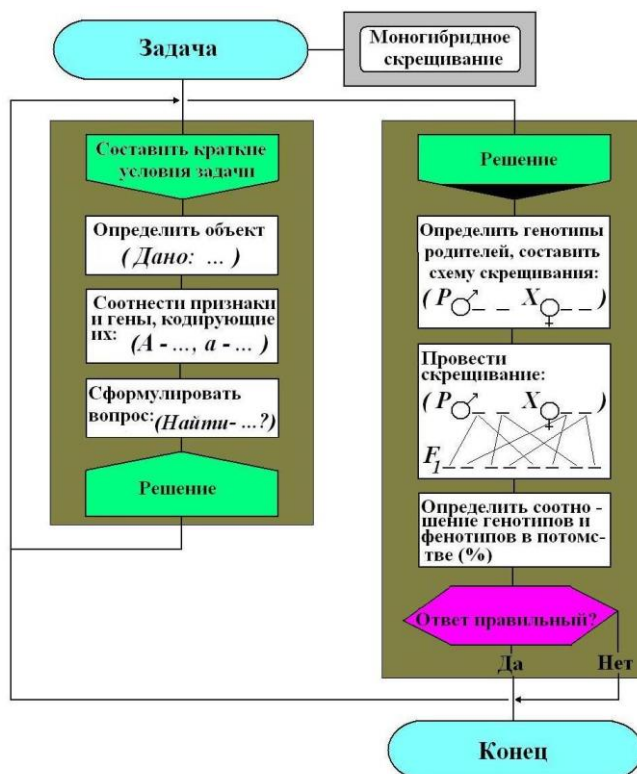 Задача
Моногибридное
скрещивание
Составить краткие
условия задачи
Определить объект
( Дано: ... )
Соотнести признаки
и гены, кодирующие
их:
(А - ..., а - ... )
Сформулировать
вопрос:
(Найти- ...?)
Решение
Решение
Определить генотипы
родителей, составить
схему скрещивания:
( P ♂ _ _ X ♀ _ _ )
Провести
скрещивание:
( P ♂ _ _ X ♀ _ _ )
F1 _ _ _ _ _ _ _ _
Определить соотно -
шение генотипов и
фенотипов в потомс-
тве (%)
Ответ правильный?
Да
Нет
Конец